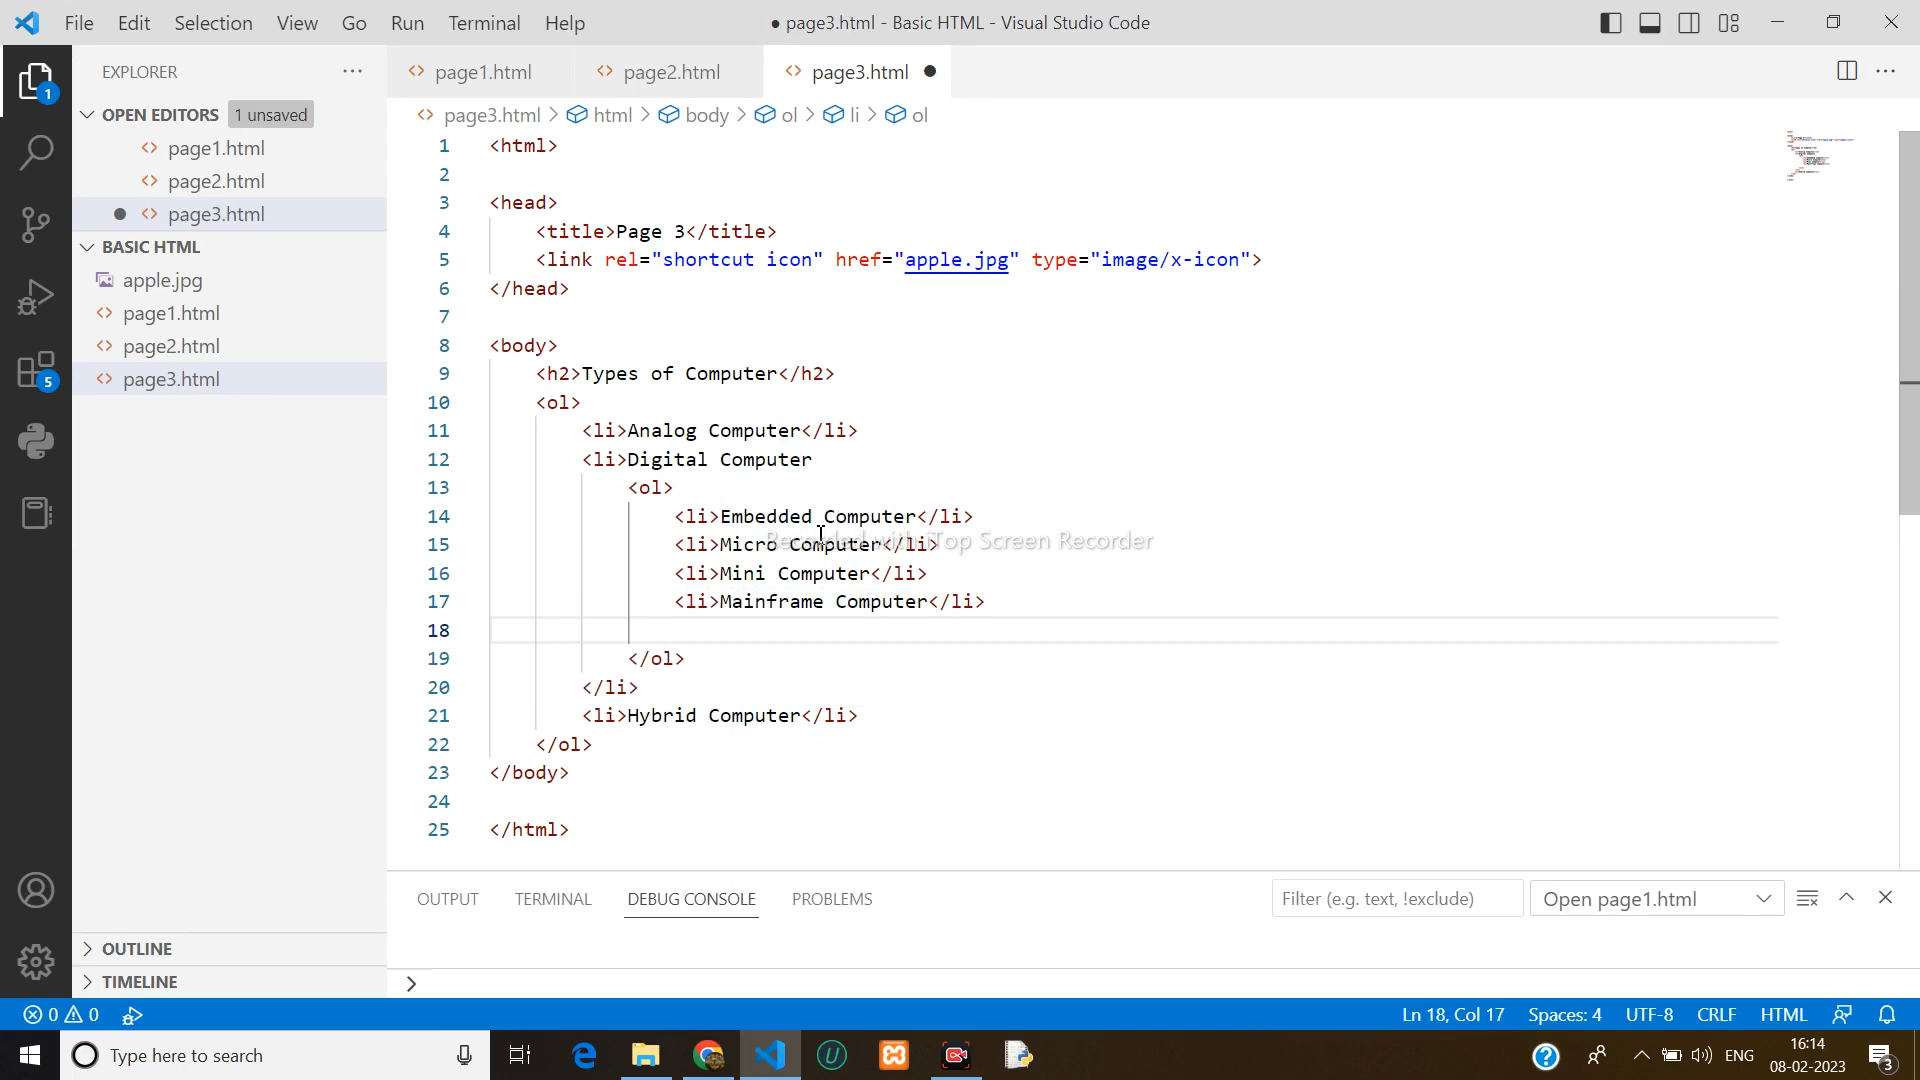 File Edit Selection View Go Run Terminal Help ● page3.html - Basic HTML - Visual Studio Code
EXPLORER ···
page1.html page2.html page3.html ●
OPEN EDITORS 1 unsaved
page1.html
page2.html
page3.html
BASIC HTML
apple.jpg
page1.html
page2.html
page3.html
OUTLINE
TIMELINE
1
5
page3.html > html > body > ol > li > ol
1 <html>
2
3 <head>
4 <title>Page 3</title>
5 <link rel="shortcut icon" href="apple.jpg" type="image/x-icon">
6 </head>
7
8 <body>
9 <h2>Types of Computer</h2>
10 <ol>
11 <li>Analog Computer</li>
12 <li>Digital Computer
13 <ol>
14 <li>Embedded Computer</li>
15 <li>Micro Computer</li>
16 <li>Mini Computer</li>
17 <li>Mainframe Computer</li>
18
19 </ol>
20 </li>
21 <li>Hybrid Computer</li>
22 </ol>
23 </body>
24
25 </html>
Recorded with iTop Screen Recorder
OUTPUT TERMINAL DEBUG CONSOLE PROBLEMS Filter (e.g. text, !exclude) Open page1.html
>
0 0 Ln 18, Col 17 Spaces: 4 UTF-8 CRLF HTML
Type here to search ENG 16:14
08-02-2023 3